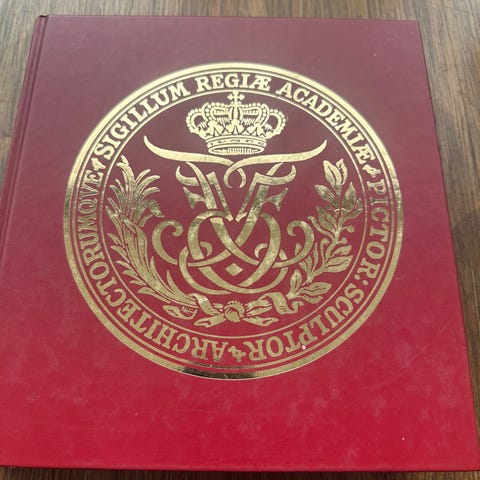 SIGILLUM REGIÆ ACADEMIÆ ✦ PICTOR: SCULPTOR ✦ ARCHITECTORUMQVE ✦